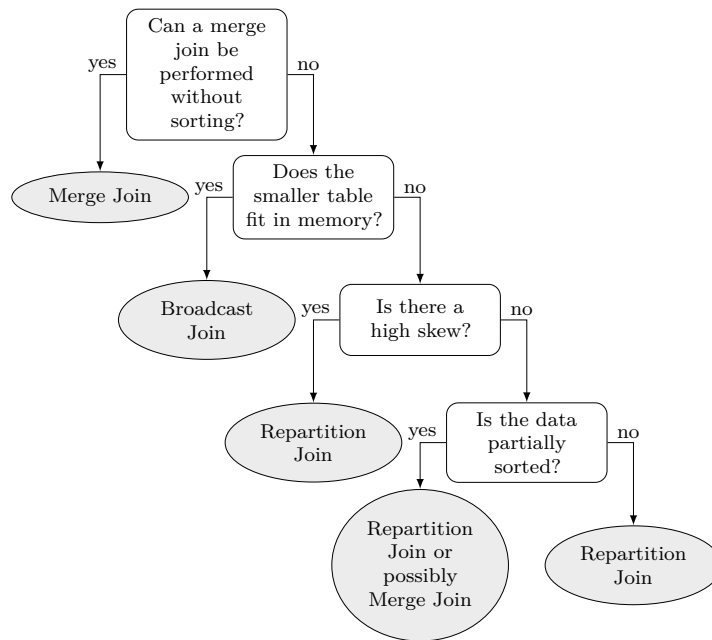 Can a merge
join be
performed
without
sorting?
yes
no
Merge Join
Does the
smaller table
fit in memory?
yes
no
Broadcast
Join
Is there a
high skew?
yes
no
Repartition
Join
Is the data
partially
sorted?
yes
no
Repartition
Join or
possibly
Merge Join
Repartition
Join